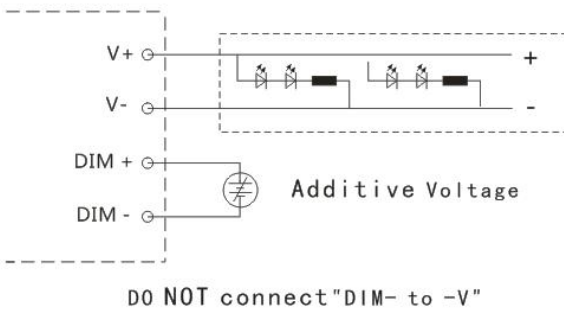 V+
+
V-
-
DIM +
Additive Voltage
DIM -
DO NOT connect"DIM- to -V"